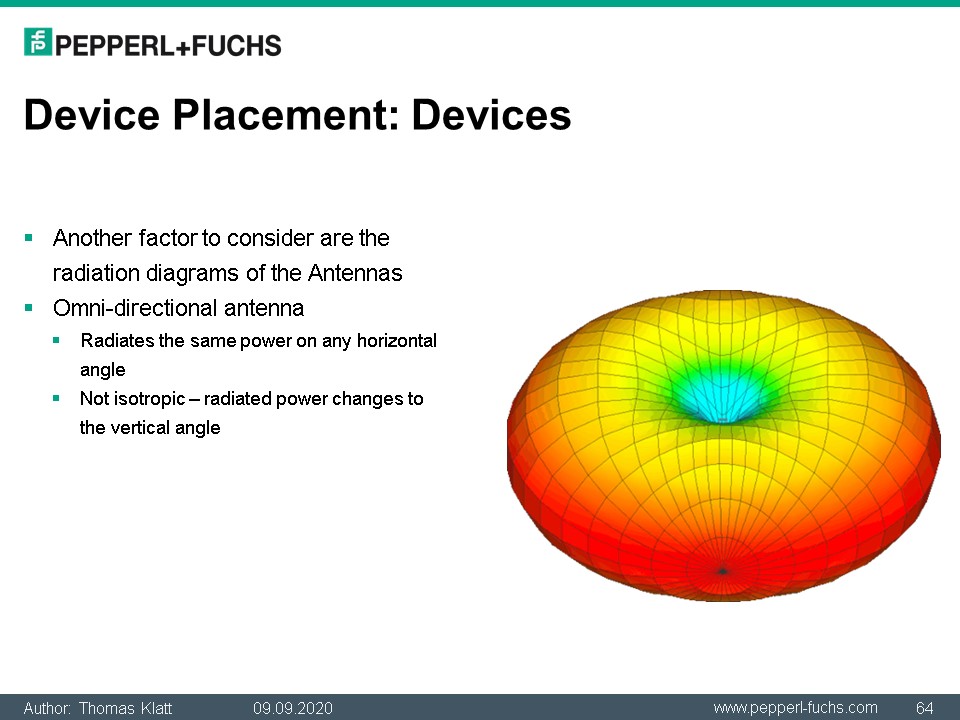 PEPPERL+FUCHS
Device Placement: Devices
Another factor to consider are the
radiation diagrams of the Antennas
Omni-directional antenna
Radiates the same power on any horizontal
angle
Not isotropic – radiated power changes to
the vertical angle
Author: Thomas Klatt 09.09.2020 www.pepperl-fuchs.com 64